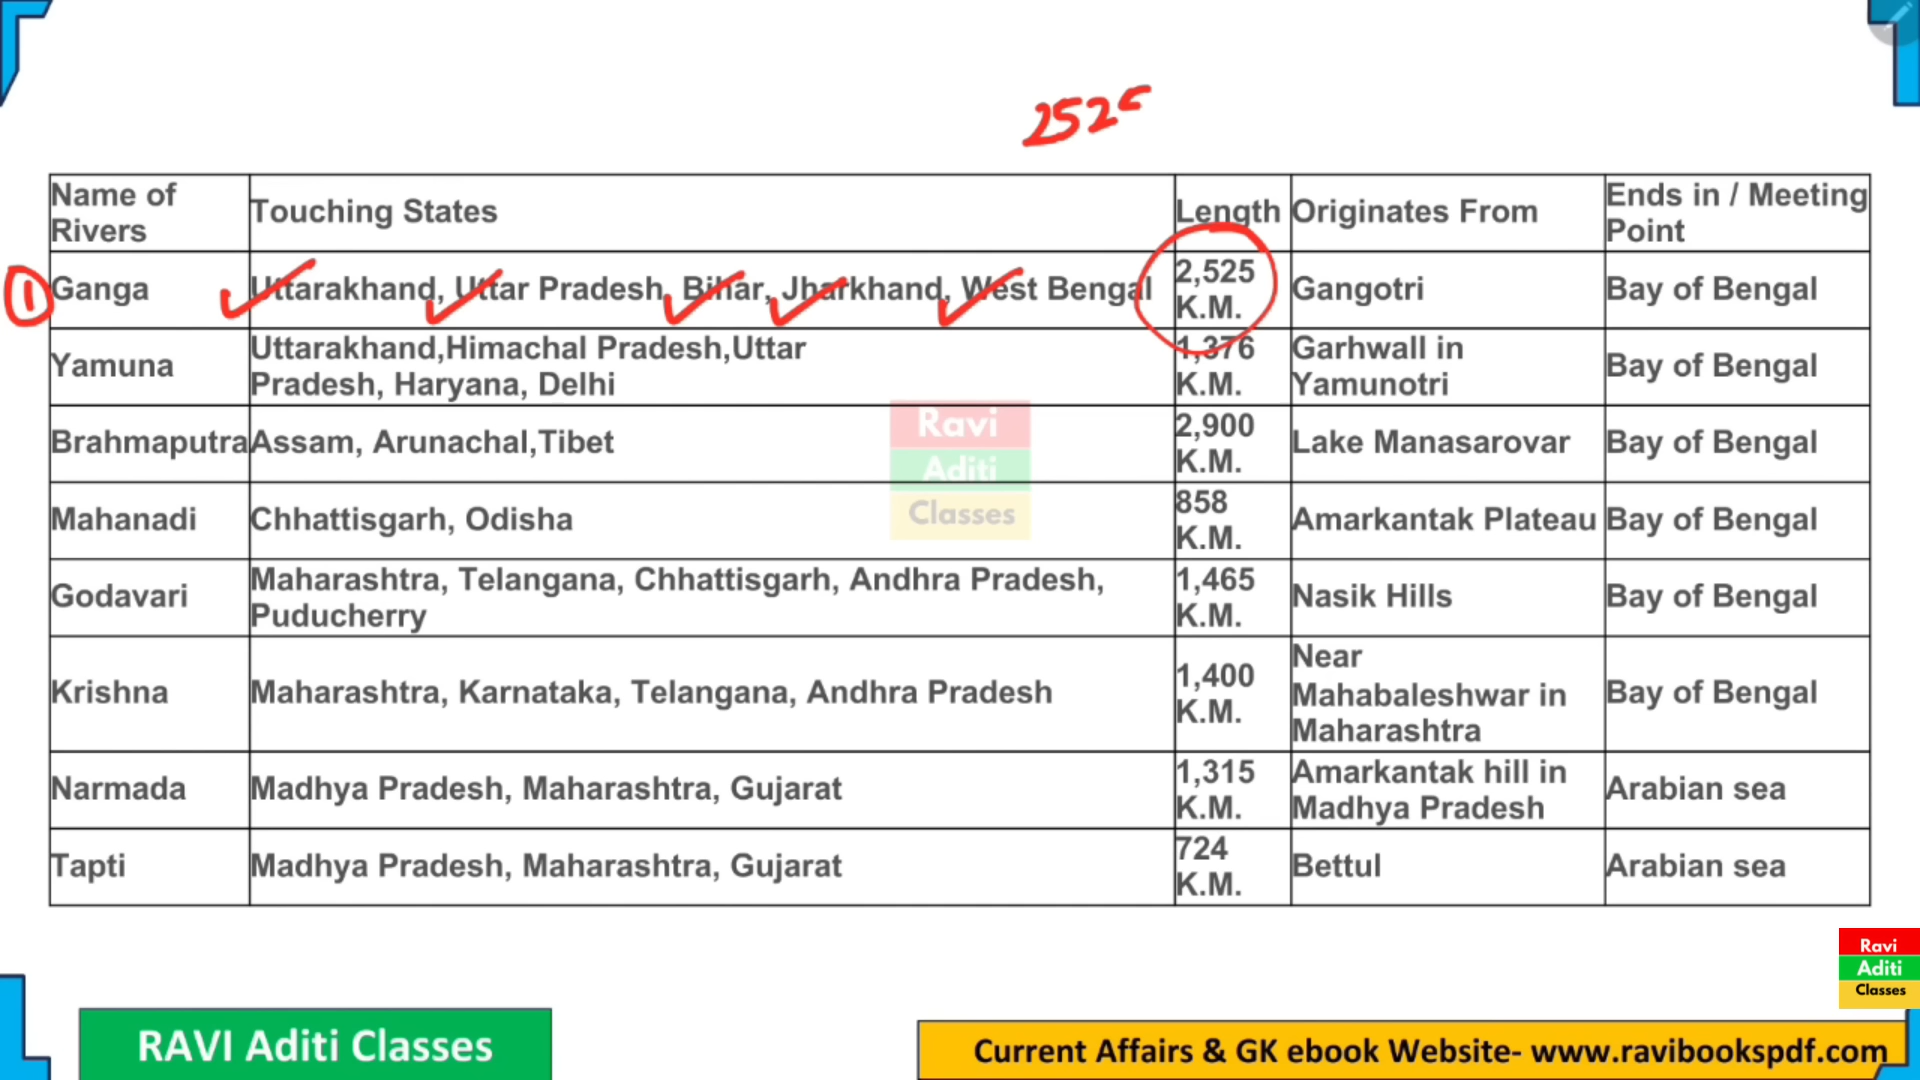 2525
Name of
Rivers
Touching States
Length
Originates From
Ends in / Meeting
Point
1
Ganga
Uttarakhand, Uttar Pradesh, Bihar, Jharkhand, West Bengal
2,525
K.M.
Gangotri
Bay of Bengal
Yamuna
Uttarakhand,Himachal Pradesh,Uttar
Pradesh, Haryana, Delhi
1,376
K.M.
Garhwall in
Yamunotri
Bay of Bengal
Brahmaputra
Assam, Arunachal,Tibet
2,900
K.M.
Lake Manasarovar
Bay of Bengal
Mahanadi
Chhattisgarh, Odisha
858
K.M.
Amarkantak Plateau
Bay of Bengal
Godavari
Maharashtra, Telangana, Chhattisgarh, Andhra Pradesh,
Puducherry
1,465
K.M.
Nasik Hills
Bay of Bengal
Krishna
Maharashtra, Karnataka, Telangana, Andhra Pradesh
1,400
K.M.
Near
Mahabaleshwar in
Maharashtra
Bay of Bengal
Narmada
Madhya Pradesh, Maharashtra, Gujarat
1,315
K.M.
Amarkantak hill in
Madhya Pradesh
Arabian sea
Tapti
Madhya Pradesh, Maharashtra, Gujarat
724
K.M.
Bettul
Arabian sea
Ravi
Aditi
Classes
Ravi
Aditi
Classes
RAVI Aditi Classes
Current Affairs & GK ebook Website- www.ravibookspdf.com